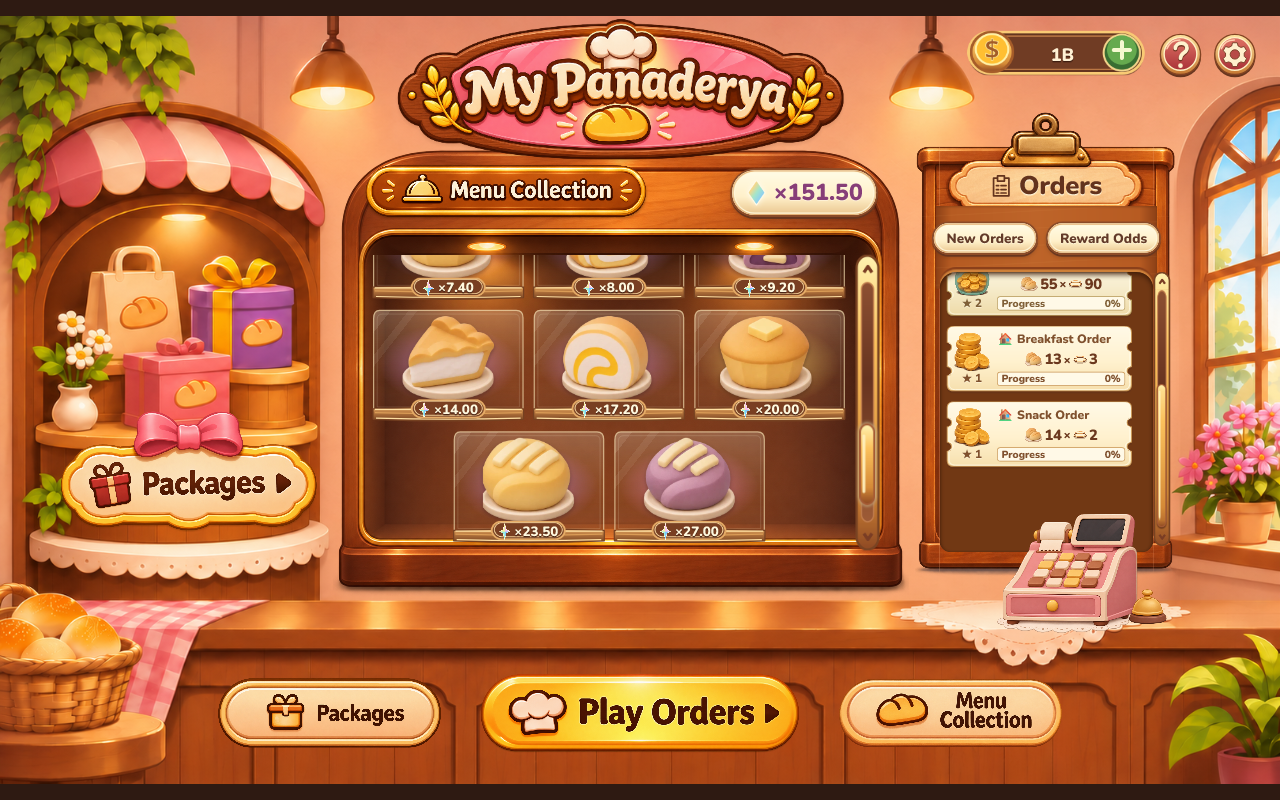 My Panaderya
$
1B
+
?
Menu Collection
×151.50
×7.40
×8.00
×9.20
×14.00
×17.20
×20.00
×23.50
×27.00
Packages
Orders
New Orders
Reward Odds
55 × 90
★ 2
Progress 0%
Breakfast Order
13 × 3
★ 1
Progress 0%
Snack Order
14 × 2
★ 1
Progress 0%
Packages
Play Orders
Menu
Collection